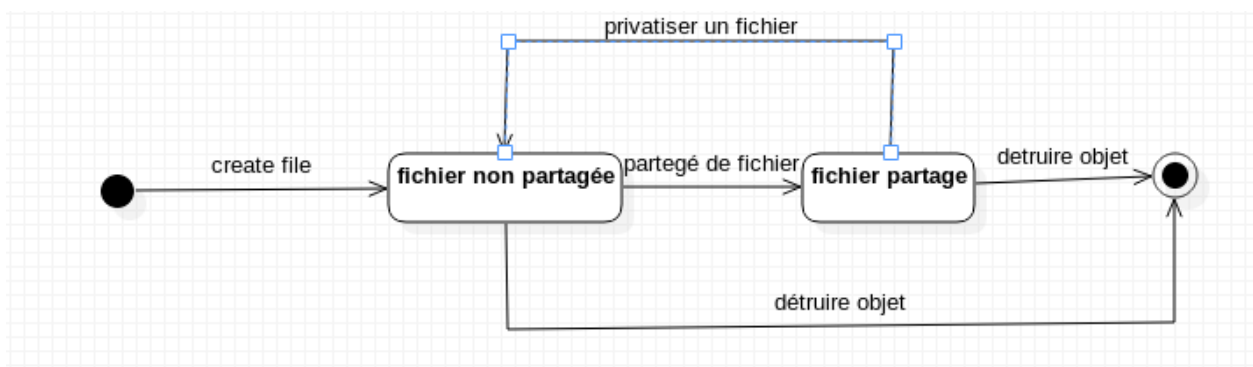 privatiser un fichier
create file
fichier non partagée
partegé de fichier
fichier partage
detruire objet
détruire objet